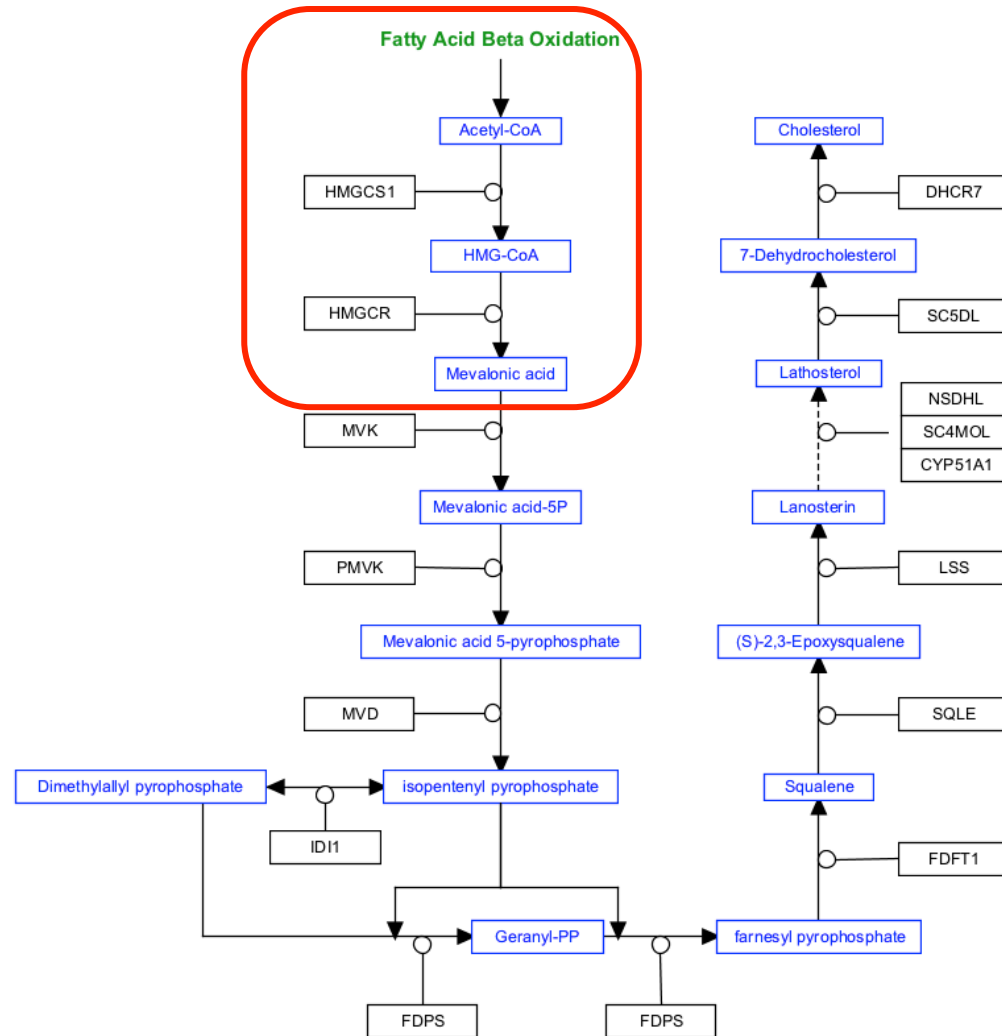 Fatty Acid Beta Oxidation
Acetyl-CoA
HMGCS1
HMG-CoA
HMGCR
Mevalonic acid
MVK
Mevalonic acid-5P
PMVK
Mevalonic acid 5-pyrophosphate
MVD
Dimethylallyl pyrophosphate
isopentenyl pyrophosphate
IDI1
Geranyl-PP
farnesyl pyrophosphate
FDPS
FDPS
Cholesterol
DHCR7
7-Dehydrocholesterol
SC5DL
Lathosterol
NSDHL
SC4MOL
CYP51A1
Lanosterin
LSS
(S)-2,3-Epoxysqualene
SQLE
Squalene
FDFT1